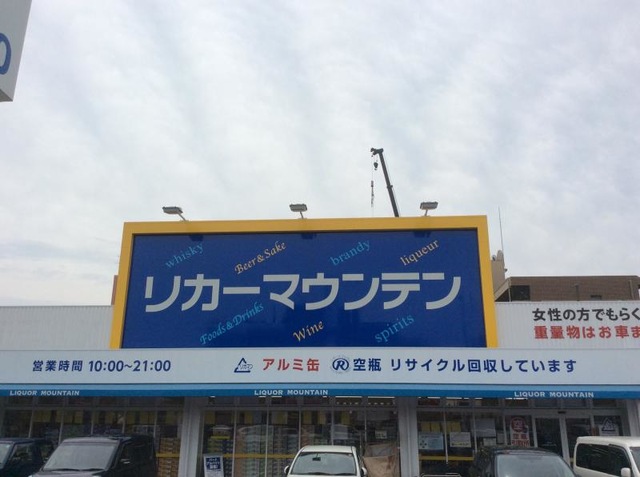 whisky
Beer&Sake
brandy
liqueur
リカーマウンテン
Foods&Drinks
Wine
spirits
女性の方でもらく
重量物はお車ま
営業時間 10:00~21:00
アルミ缶 Ⓡ空瓶 リサイクル回収しています
LIQUOR MOUNTAIN
LIQUOR MOUNTAIN
LIQUOR MOUNTAIN